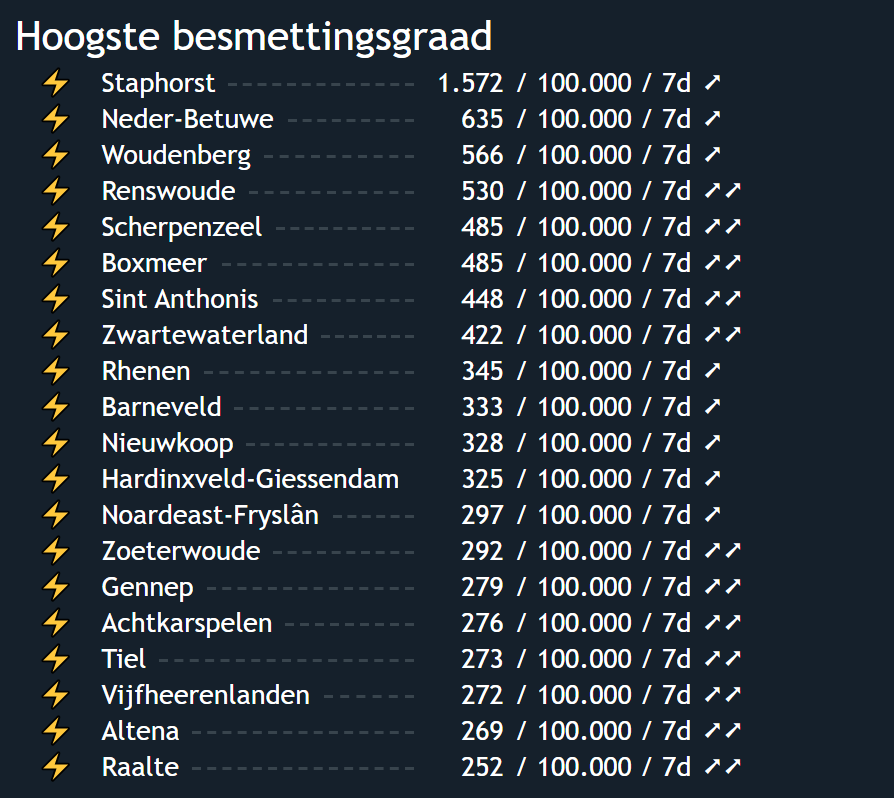 Hoogste besmettingsgraad
⚡ Staphorst 1.572 / 100.000 / 7d ➚
⚡ Neder-Betuwe 635 / 100.000 / 7d ➚
⚡ Woudenberg 566 / 100.000 / 7d ➚
⚡ Renswoude 530 / 100.000 / 7d ➚➚
⚡ Scherpenzeel 485 / 100.000 / 7d ➚➚
⚡ Boxmeer 485 / 100.000 / 7d ➚➚
⚡ Sint Anthonis 448 / 100.000 / 7d ➚➚
⚡ Zwartewaterland 422 / 100.000 / 7d ➚➚
⚡ Rhenen 345 / 100.000 / 7d ➚
⚡ Barneveld 333 / 100.000 / 7d ➚
⚡ Nieuwkoop 328 / 100.000 / 7d ➚
⚡ Hardinxveld-Giessendam 325 / 100.000 / 7d ➚
⚡ Noardeast-Fryslân 297 / 100.000 / 7d ➚
⚡ Zoeterwoude 292 / 100.000 / 7d ➚➚
⚡ Gennep 279 / 100.000 / 7d ➚➚
⚡ Achtkarspelen 276 / 100.000 / 7d ➚➚
⚡ Tiel 273 / 100.000 / 7d ➚➚
⚡ Vijfheerenlanden 272 / 100.000 / 7d ➚➚
⚡ Altena 269 / 100.000 / 7d ➚➚
⚡ Raalte 252 / 100.000 / 7d ➚➚